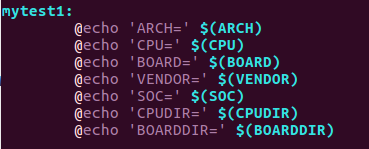 mytest1:
@echo 'ARCH=' $(ARCH)
@echo 'CPU=' $(CPU)
@echo 'BOARD=' $(BOARD)
@echo 'VENDOR=' $(VENDOR)
@echo 'SOC=' $(SOC)
@echo 'CPUDIR=' $(CPUDIR)
@echo 'BOARDDIR=' $(BOARDDIR)